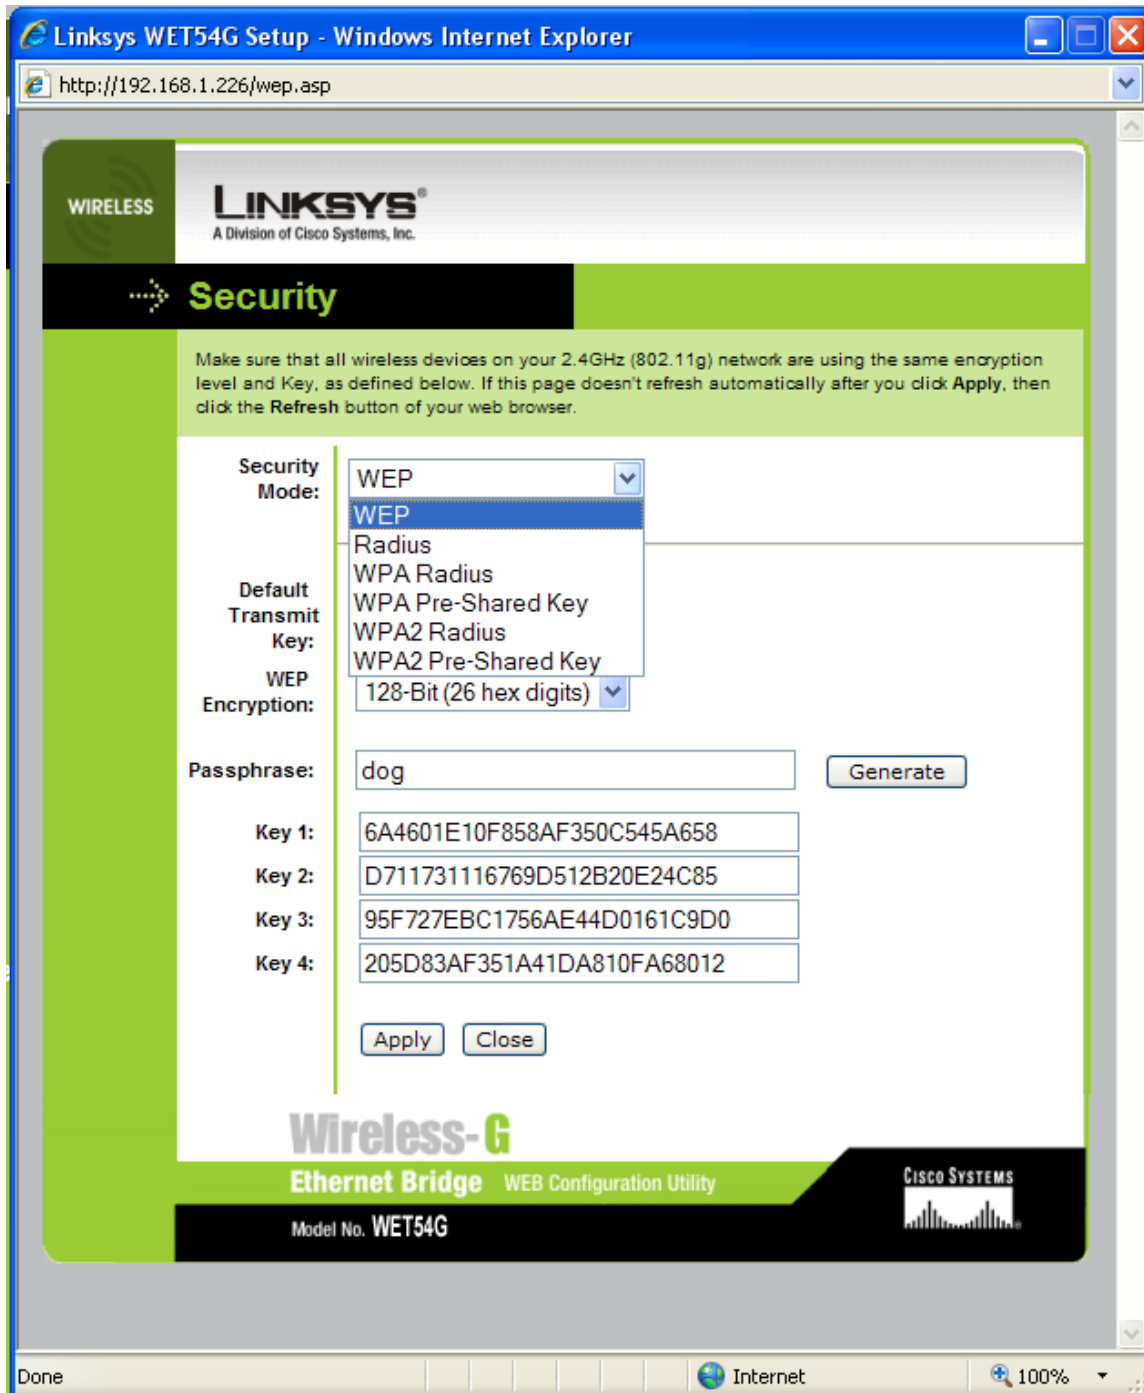 Linksys WET54G Setup - Windows Internet Explorer
http://192.168.1.226/wep.asp
WIRELESS
LINKSYS®
A Division of Cisco Systems, Inc.
Security
Make sure that all wireless devices on your 2.4GHz (802.11g) network are using the same encryption
level and Key, as defined below. If this page doesn't refresh automatically after you click Apply, then
click the Refresh button of your web browser.
Security
Mode:
WEP
WEP
Radius
WPA Radius
WPA Pre-Shared Key
WPA2 Radius
WPA2 Pre-Shared Key
Default
Transmit
Key:
WEP
Encryption:
128-Bit (26 hex digits)
Passphrase:
dog
Generate
Key 1:
6A4601E10F858AF350C545A658
Key 2:
D711731116769D512B20E24C85
Key 3:
95F727EBC1756AE44D0161C9D0
Key 4:
205D83AF351A41DA810FA68012
Apply
Close
Wireless-G
Ethernet Bridge WEB Configuration Utility
CISCO SYSTEMS
Model No. WET54G
Done
Internet
100%